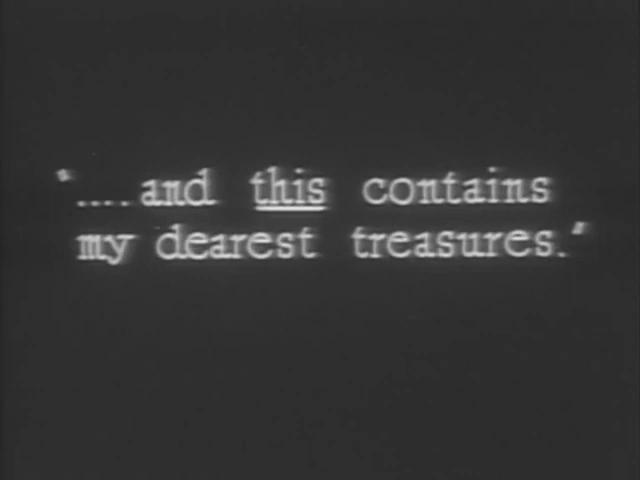 "....and this contains
my dearest treasures."